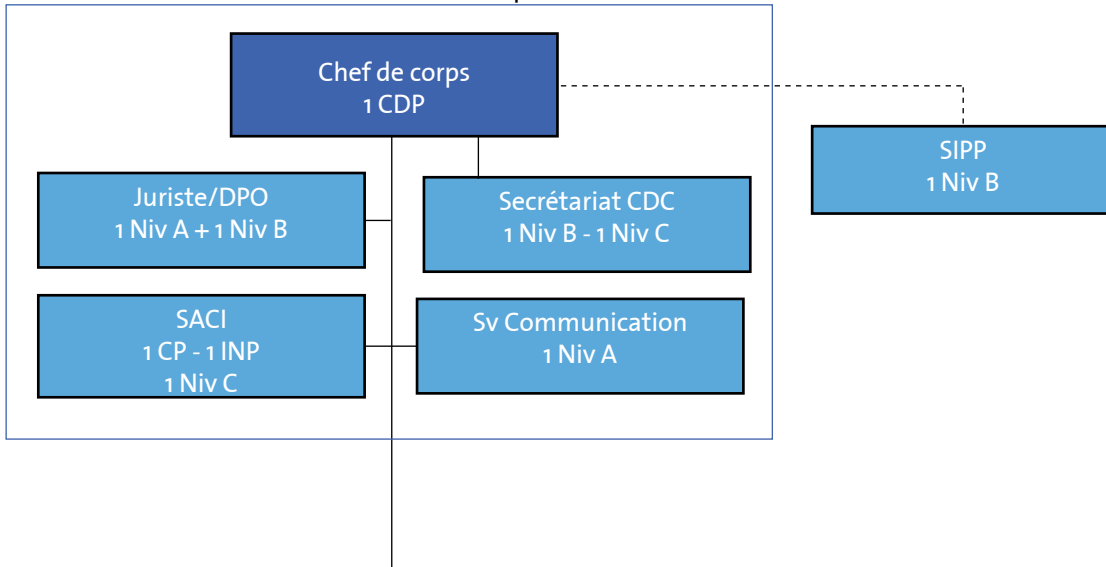 Chef de corps
1 CDP
SIPP
1 Niv B
Juriste/DPO
1 Niv A + 1 Niv B
Secrétariat CDC
1 Niv B - 1 Niv C
SACI
1 CP - 1 INP
1 Niv C
Sv Communication
1 Niv A